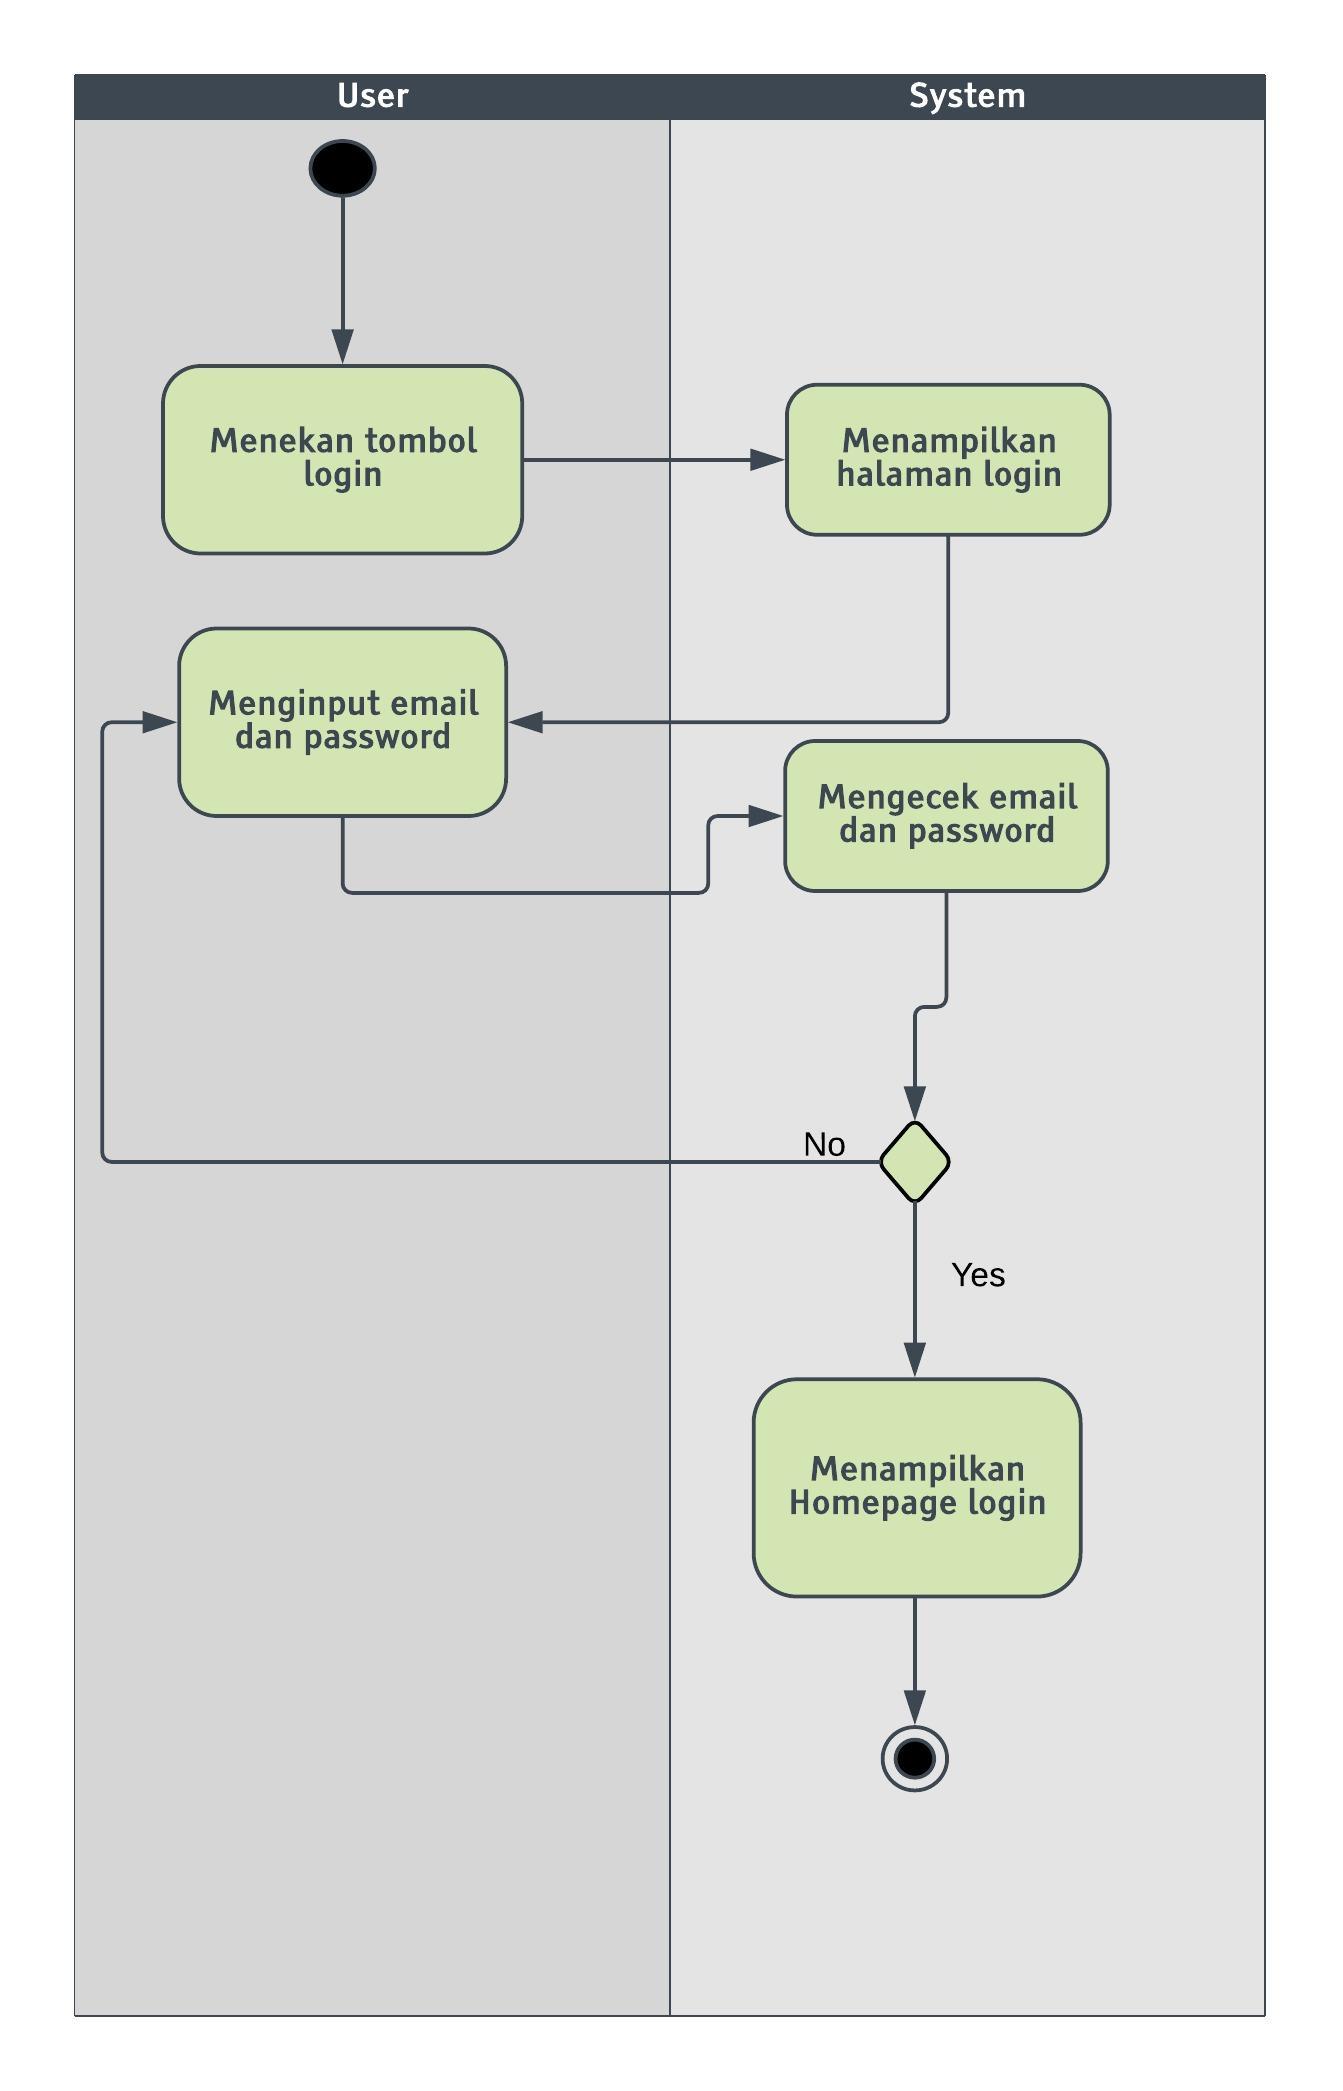 User
System
Menekan tombol
login
Menampilkan
halaman login
Menginput email
dan password
Mengecek email
dan password
No
Yes
Menampilkan
Homepage login